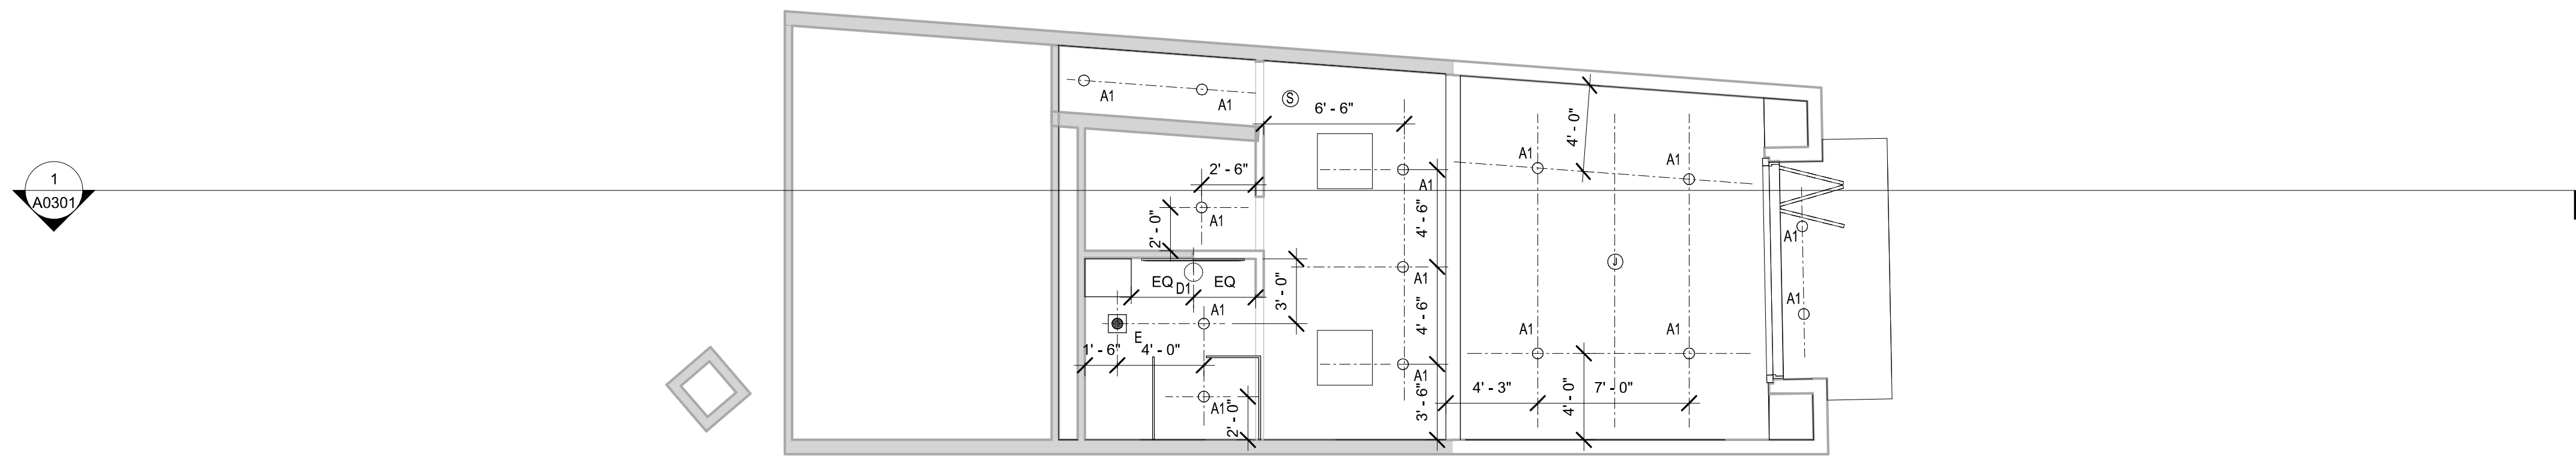 1
A0301
A1
A1
S
6' - 6"
4' - 0"
A1
A1
2' - 6"
A1
2' - 0"
A1
4' - 6"
A1
J
EQ
D1
EQ
3' - 0"
A1
A1
4' - 6"
A1
A1
A1
E
1' - 6"
4' - 0"
A1
3' - 6"
4' - 3"
4' - 0"
7' - 0"
A1
2' - 0"